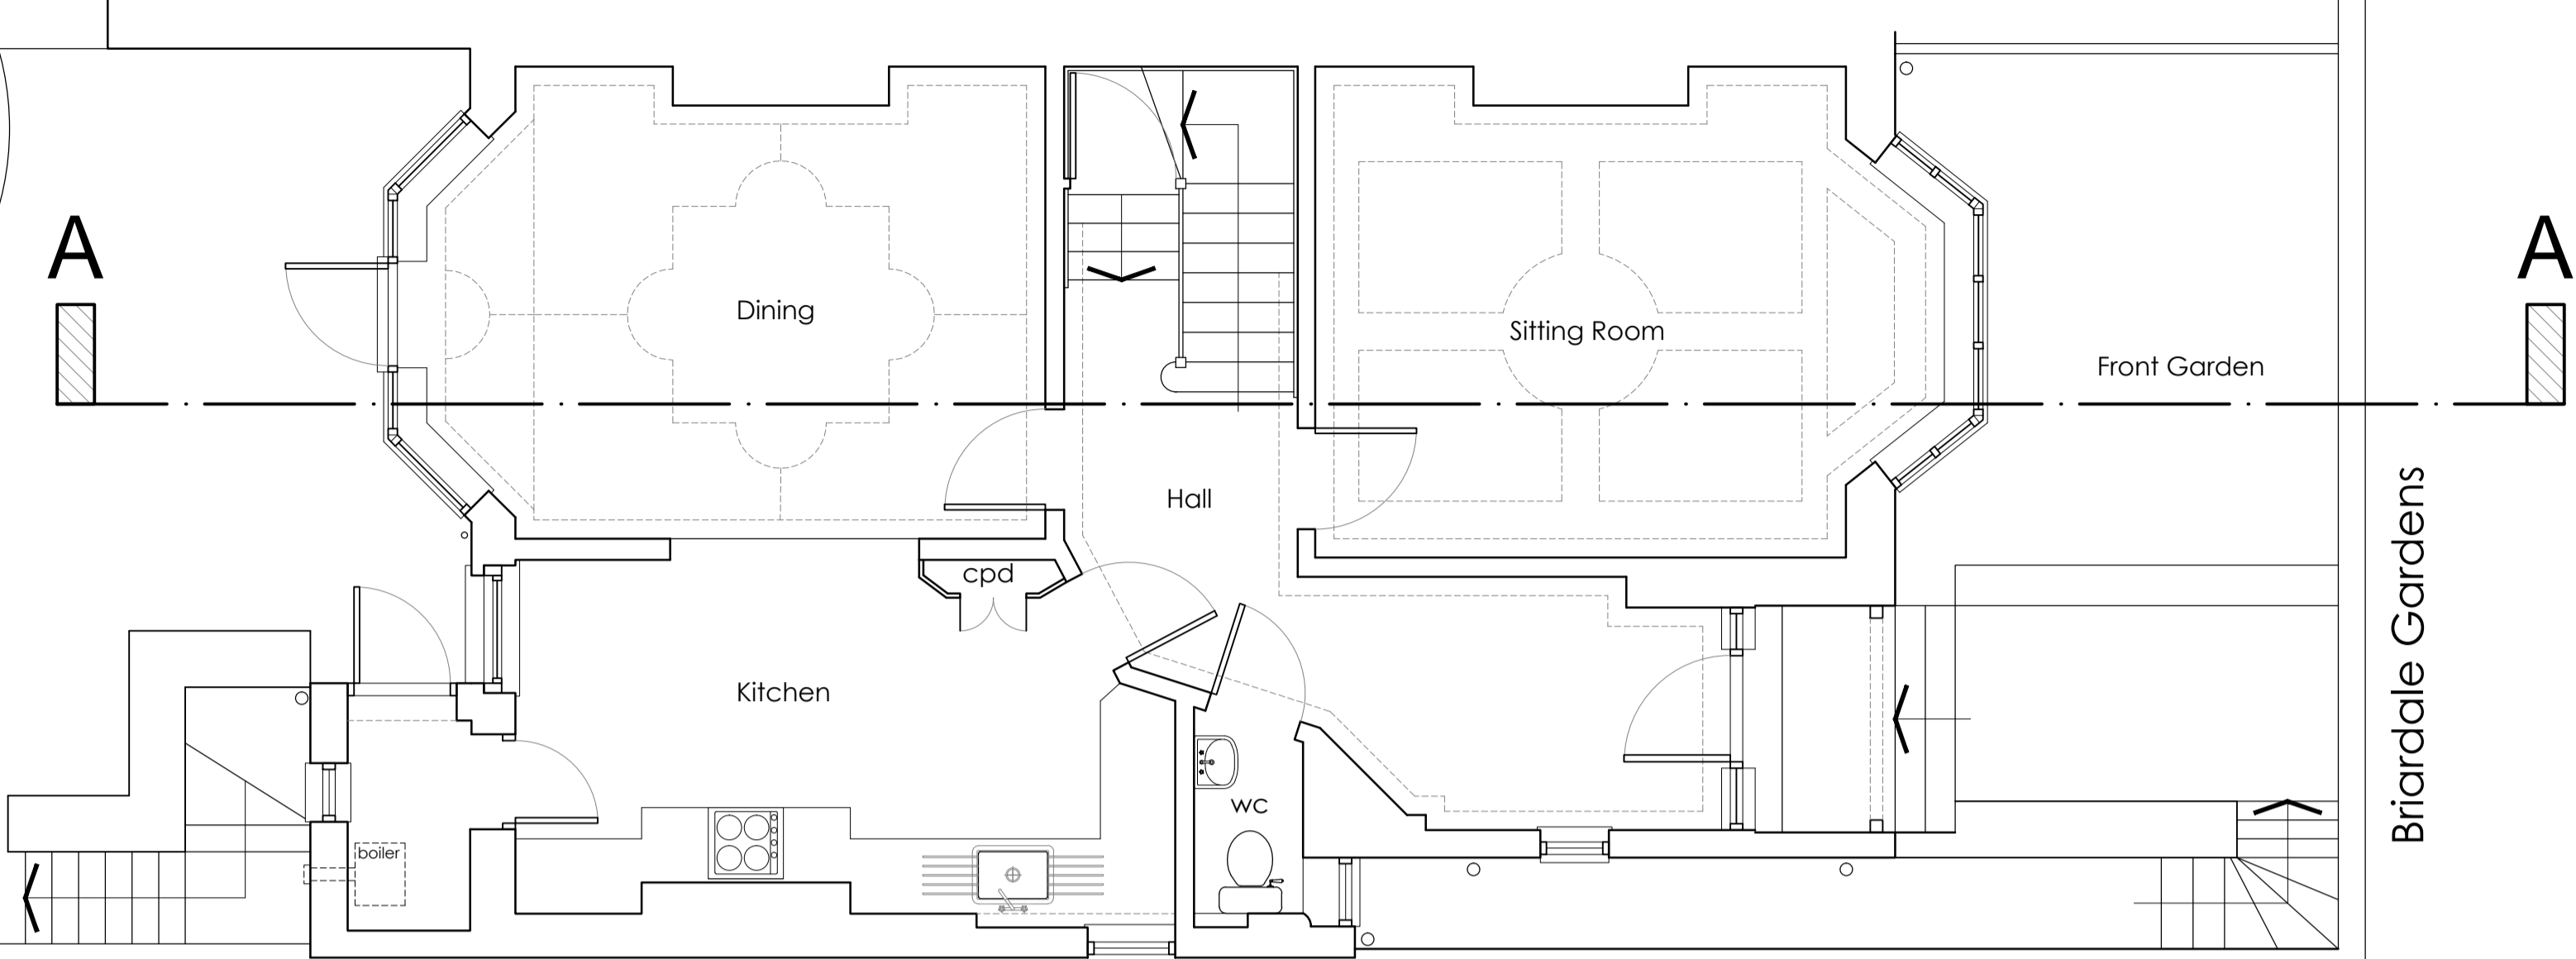 A
A
Dining
Sitting Room
Front Garden
Hall
cpd
Kitchen
Briardale Gardens
wc
boiler